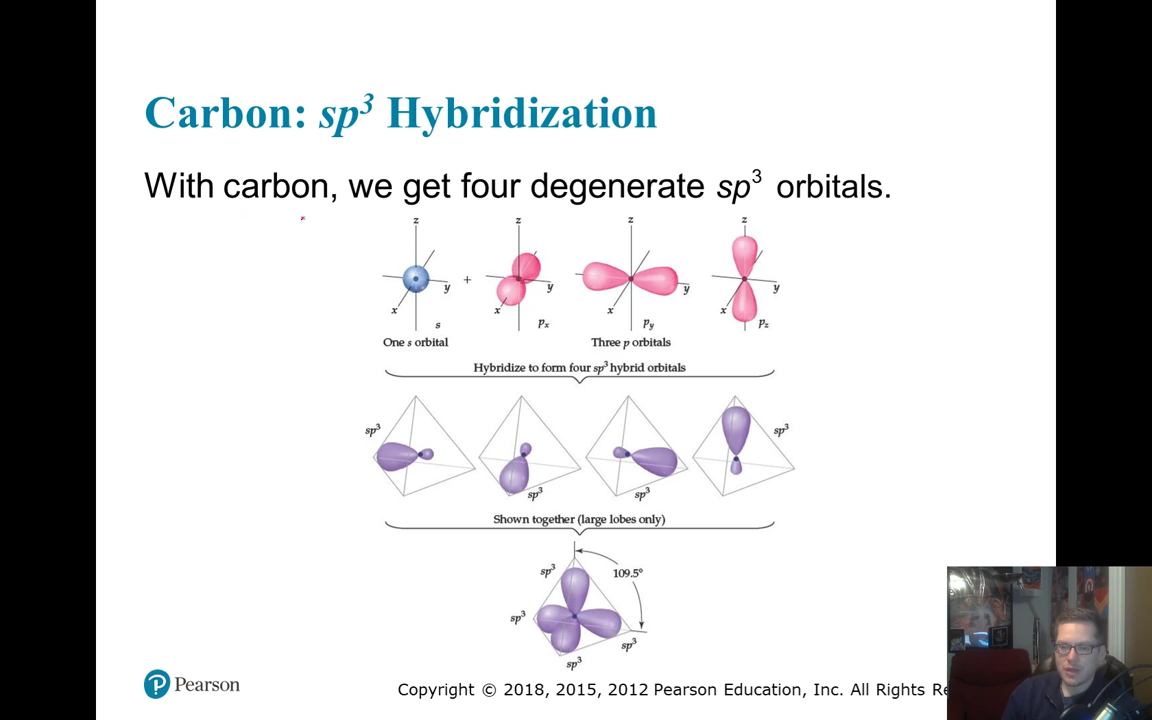 Carbon: sp³ Hybridization
With carbon, we get four degenerate sp³ orbitals.
z z z z
+
y y y y
x x x x
s pₓ pᵧ p_z
One s orbital Three p orbitals
Hybridize to form four sp³ hybrid orbitals
sp³ sp³
sp³ sp³
Shown together (large lobes only)
sp³ 109.5°
sp³
sp³
sp³
P Pearson
Copyright © 2018, 2015, 2012 Pearson Education, Inc. All Rights Re